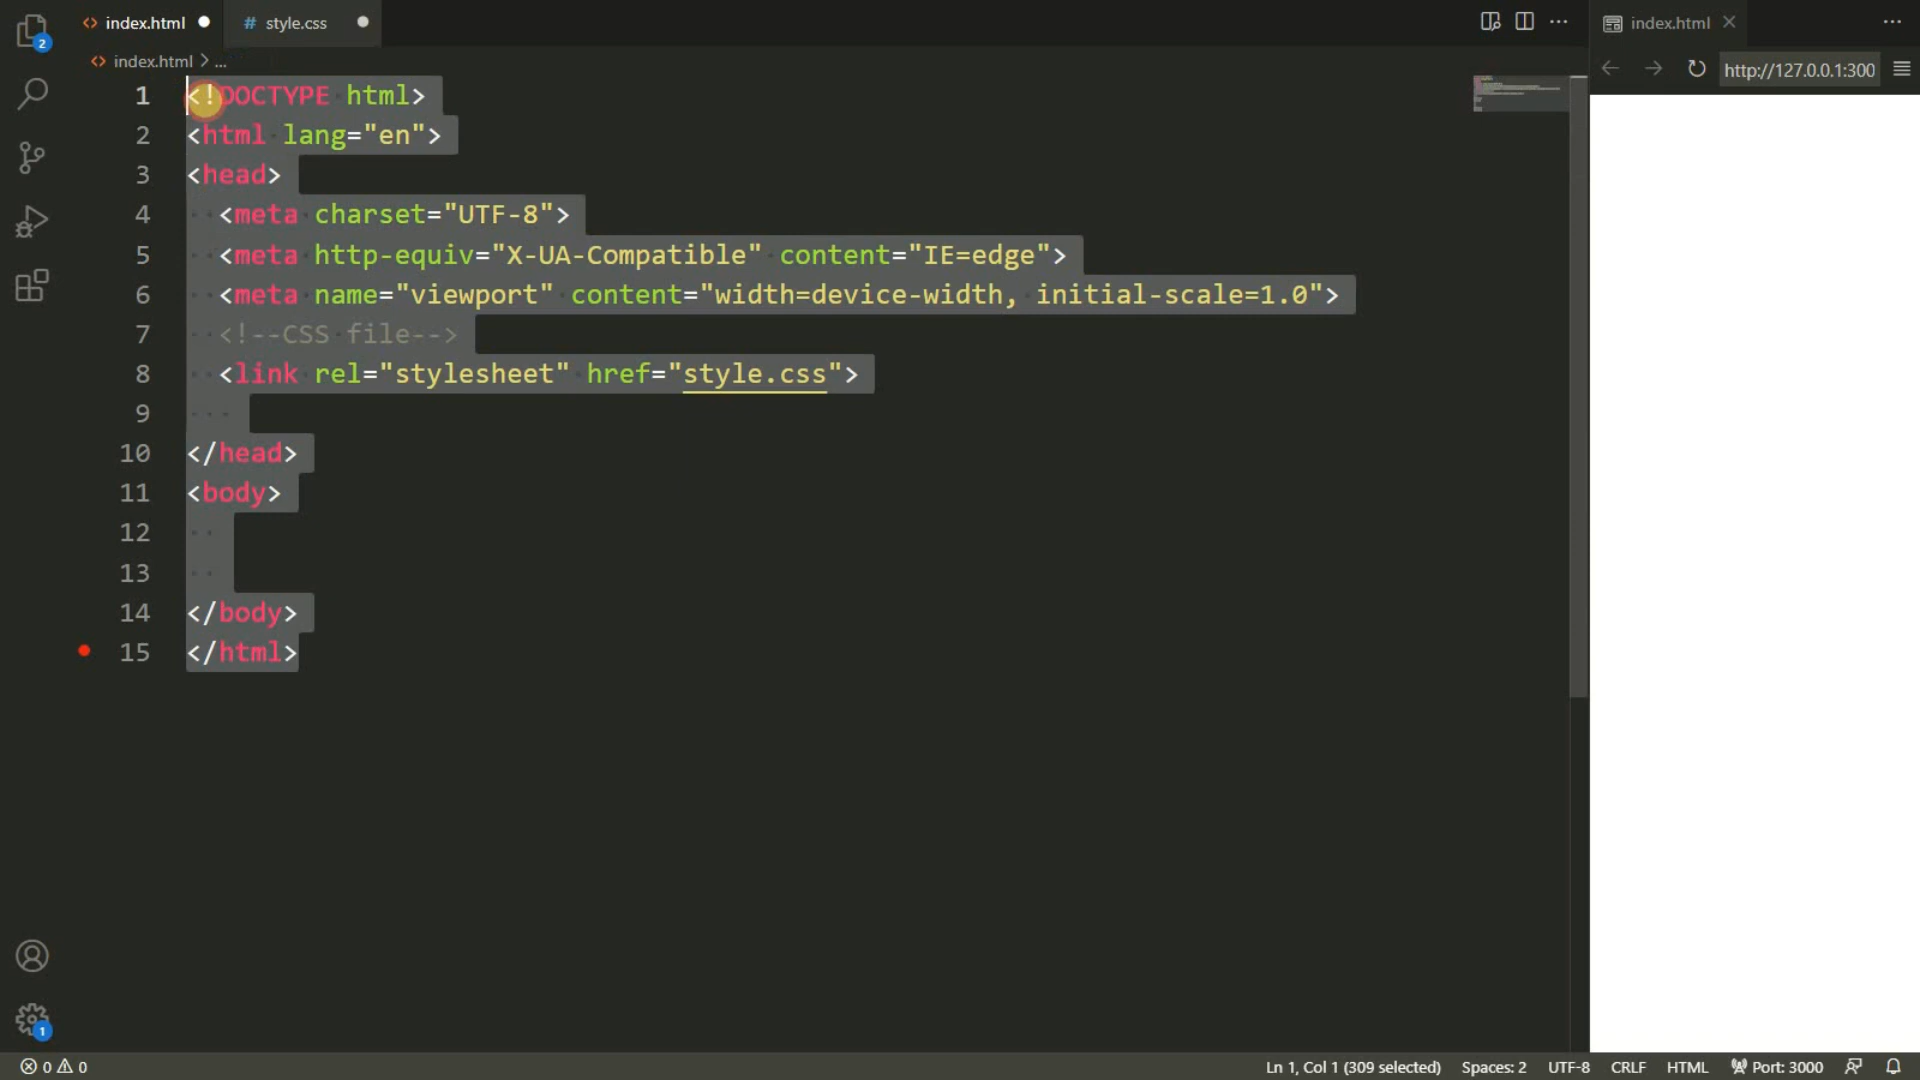 index.html
style.css
index.html
http://127.0.0.1:300
index.html > ...
2
1 <!DOCTYPE html>
2 <html lang="en">
3 <head>
4 <meta charset="UTF-8">
5 <meta http-equiv="X-UA-Compatible" content="IE=edge">
6 <meta name="viewport" content="width=device-width, initial-scale=1.0">
7 <!--CSS file-->
8 <link rel="stylesheet" href="style.css">
9
10 </head>
11 <body>
12
13
14 </body>
15 </html>
1
0 0
Ln 1, Col 1 (309 selected)
Spaces: 2
UTF-8
CRLF
HTML
Port: 3000